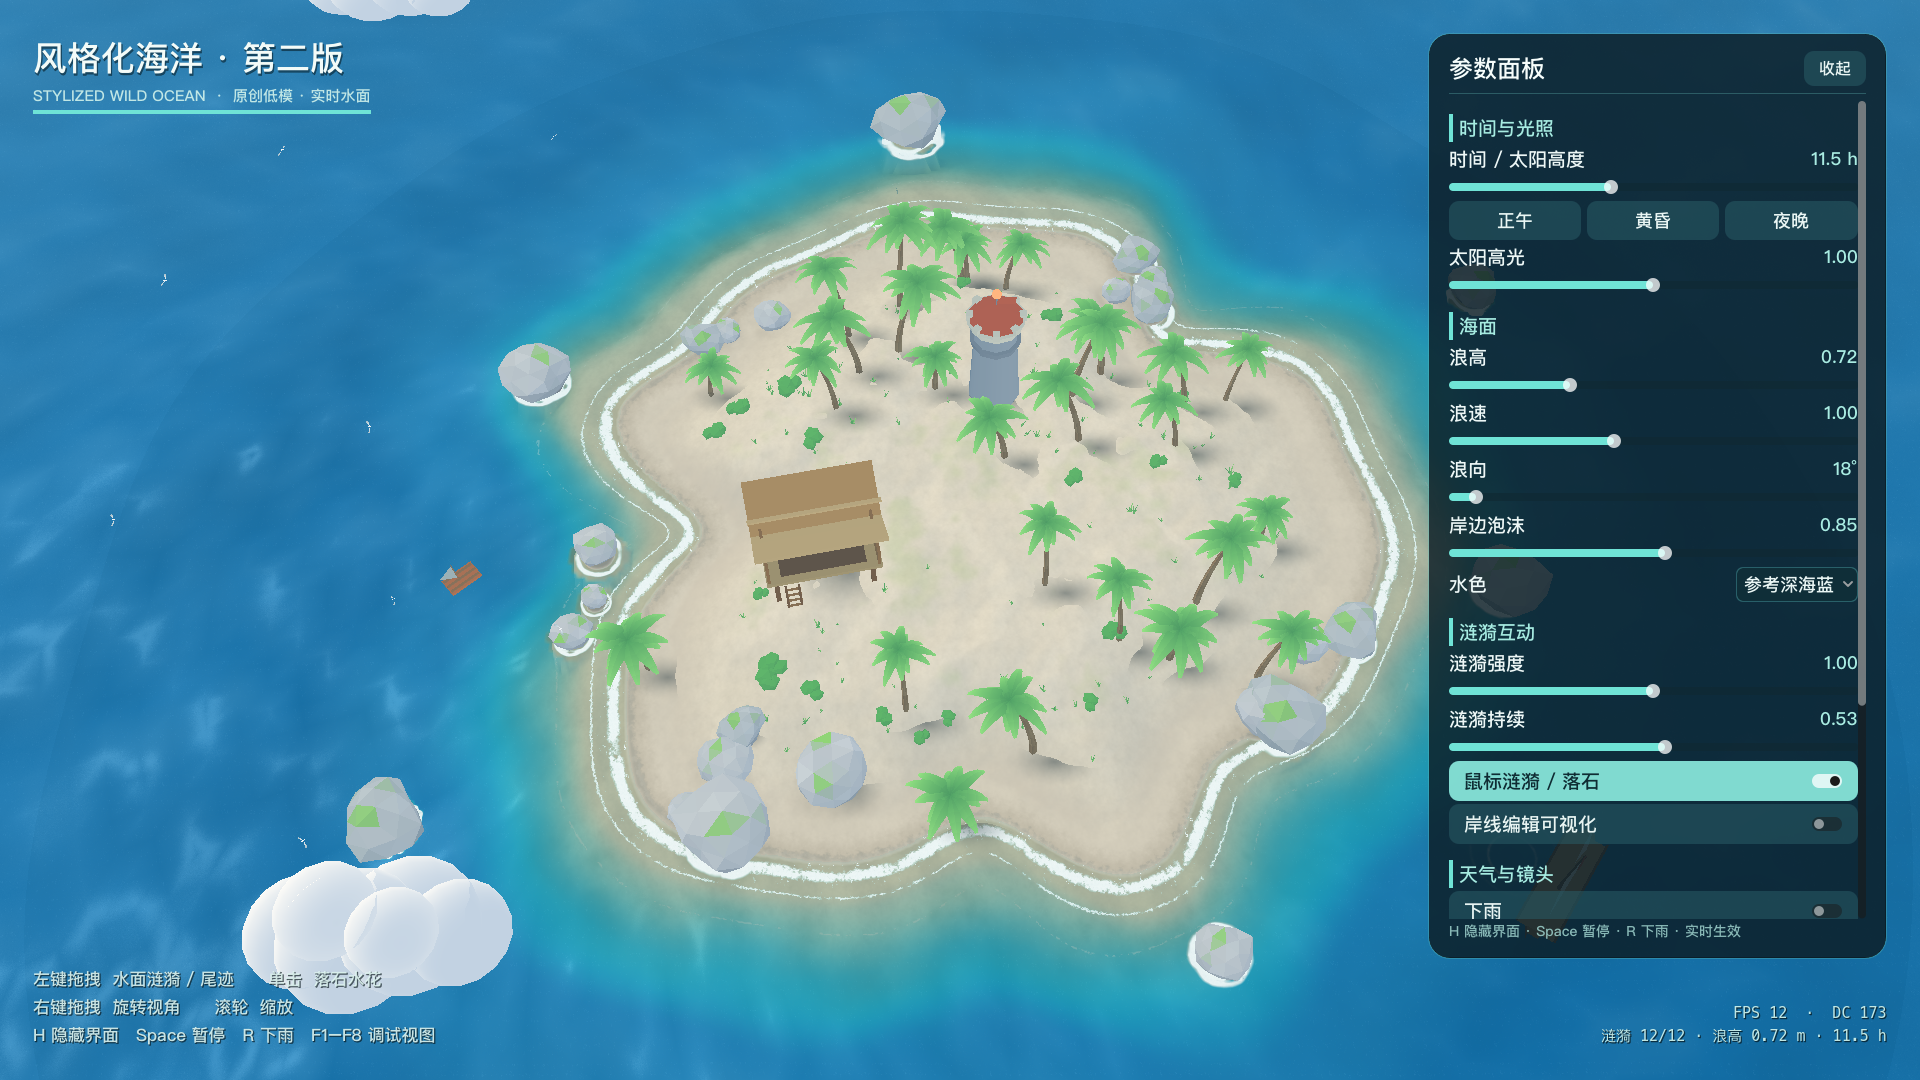 风格化海洋 · 第二版
STYLIZED WILD OCEAN · 原创低模 · 实时水面
参数面板
收起
时间与光照
时间 / 太阳高度 11.5 h
正午 黄昏 夜晚
太阳高光 1.00
海面
浪高 0.72
浪速 1.00
浪向 18°
岸边泡沫 0.85
水色 参考深海蓝
涟漪互动
涟漪强度 1.00
涟漪持续 0.53
鼠标涟漪 / 落石
岸线编辑可视化
天气与镜头
下雨
H 隐藏界面 · Space 暂停 · R 下雨 · 实时生效
左键拖拽 水面涟漪 / 尾迹 单击 落石水花
右键拖拽 旋转视角 滚轮 缩放
H 隐藏界面 Space 暂停 R 下雨 F1—F8 调试视图
FPS 12 · DC 173
涟漪 12/12 · 浪高 0.72 m · 11.5 h